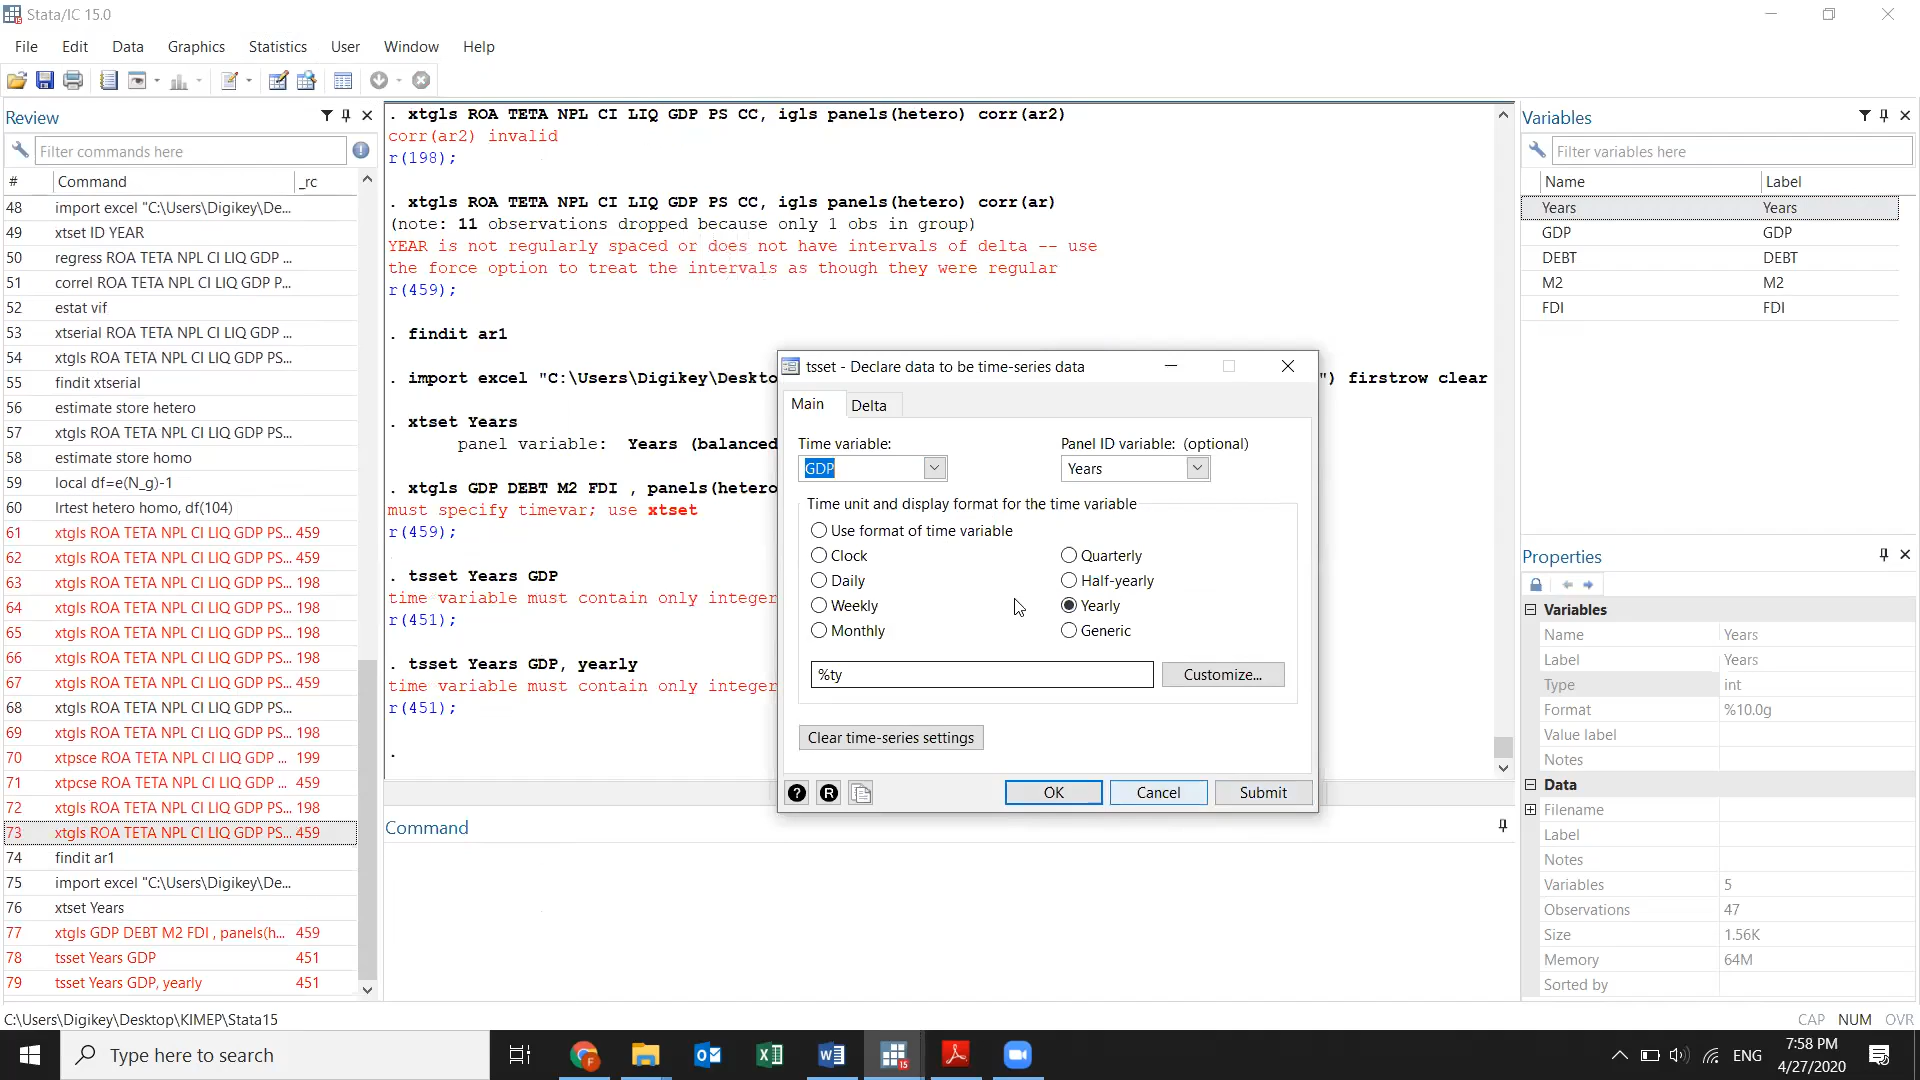 Stata/IC 15.0
File Edit Data Graphics Statistics User Window Help
Review
Filter commands here
# Command _rc
48 import excel "C:\Users\Digikey\De...
49 xtset ID YEAR
50 regress ROA TETA NPL CI LIQ GDP ...
51 correl ROA TETA NPL CI LIQ GDP P...
52 estat vif
53 xtserial ROA TETA NPL CI LIQ GDP ...
54 xtgls ROA TETA NPL CI LIQ GDP PS...
55 findit xtserial
56 estimate store hetero
57 xtgls ROA TETA NPL CI LIQ GDP PS...
58 estimate store homo
59 local df=e(N_g)-1
60 lrtest hetero homo, df(104)
61 xtgls ROA TETA NPL CI LIQ GDP PS... 459
62 xtgls ROA TETA NPL CI LIQ GDP PS... 459
63 xtgls ROA TETA NPL CI LIQ GDP PS... 198
64 xtgls ROA TETA NPL CI LIQ GDP PS... 198
65 xtgls ROA TETA NPL CI LIQ GDP PS... 198
66 xtgls ROA TETA NPL CI LIQ GDP PS... 198
67 xtgls ROA TETA NPL CI LIQ GDP PS... 459
68 xtgls ROA TETA NPL CI LIQ GDP PS...
69 xtgls ROA TETA NPL CI LIQ GDP PS... 198
70 xtpsce ROA TETA NPL CI LIQ GDP ... 199
71 xtpcse ROA TETA NPL CI LIQ GDP ... 459
72 xtgls ROA TETA NPL CI LIQ GDP PS... 198
73 xtgls ROA TETA NPL CI LIQ GDP PS... 459
74 findit ar1
75 import excel "C:\Users\Digikey\De...
76 xtset Years
77 xtgls GDP DEBT M2 FDI , panels(h... 459
78 tsset Years GDP 451
79 tsset Years GDP, yearly 451
. xtgls ROA TETA NPL CI LIQ GDP PS CC, igls panels(hetero) corr(ar2)
corr(ar2) invalid
r(198);
. xtgls ROA TETA NPL CI LIQ GDP PS CC, igls panels(hetero) corr(ar)
(note: 11 observations dropped because only 1 obs in group)
YEAR is not regularly spaced or does not have intervals of delta -- use
the force option to treat the intervals as though they were regular
r(459);
. findit ar1
. import excel "C:\Users\Digikey\Deskto ") firstrow clear
. xtset Years
panel variable: Years (balanced
. xtgls GDP DEBT M2 FDI , panels(hetero
must specify timevar; use xtset
r(459);
. tsset Years GDP
time variable must contain only integer
r(451);
. tsset Years GDP, yearly
time variable must contain only integer
r(451);
.
Command
tsset - Declare data to be time-series data
Main Delta
Time variable: Panel ID variable: (optional)
GDP Years
Time unit and display format for the time variable
Use format of time variable
Clock Quarterly
Daily Half-yearly
Weekly Yearly
Monthly Generic
%ty Customize...
Clear time-series settings
? R OK Cancel Submit
Variables
Filter variables here
Name Label
Years Years
GDP GDP
DEBT DEBT
M2 M2
FDI FDI
Properties
Variables
Name Years
Label Years
Type int
Format %10.0g
Value label
Notes
Data
Filename
Label
Notes
Variables 5
Observations 47
Size 1.56K
Memory 64M
Sorted by
C:\Users\Digikey\Desktop\KIMEP\Stata15
CAP NUM OVR
Type here to search
ENG
7:58 PM
4/27/2020